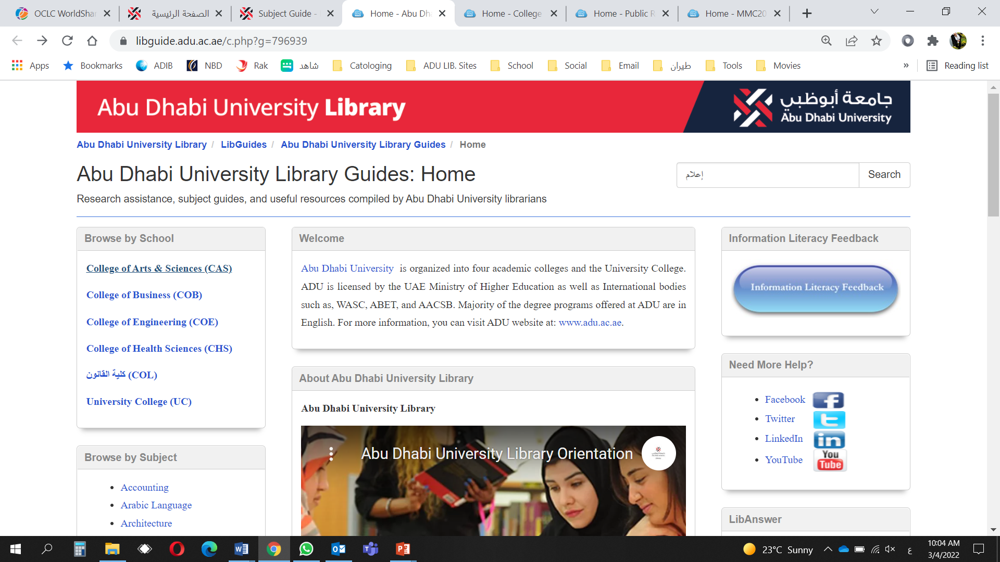 OCLC WorldShar
الصفحة الرئيسية
Subject Guide -
Home - Abu Dha
Home - College
Home - Public R
Home - MMC20
libguide.adu.ac.ae/c.php?g=796939
Apps
Bookmarks
ADIB
NBD
Rak
شاهد
Catologing
ADU LIB. Sites
School
Social
Email
طيران
Tools
Movies
»
Reading list
Abu Dhabi University Library
جامعة أبوظبي
Abu Dhabi University
Abu Dhabi University Library / LibGuides / Abu Dhabi University Library Guides / Home
Abu Dhabi University Library Guides: Home
إعلام
Search
Research assistance, subject guides, and useful resources compiled by Abu Dhabi University librarians
Browse by School
College of Arts & Sciences (CAS)
College of Business (COB)
College of Engineering (COE)
College of Health Sciences (CHS)
كلية القانون (COL)
University College (UC)
Browse by Subject
• Accounting
• Arabic Language
• Architecture
Welcome
Abu Dhabi University is organized into four academic colleges and the University College.
ADU is licensed by the UAE Ministry of Higher Education as well as International bodies
such as, WASC, ABET, and AACSB. Majority of the degree programs offered at ADU are in
English. For more information, you can visit ADU website at: www.adu.ac.ae.
About Abu Dhabi University Library
Abu Dhabi University Library
Abu Dhabi University Library Orientation
Information Literacy Feedback
Information Literacy Feedback
Need More Help?
• Facebook
• Twitter
• LinkedIn
in
• YouTube
You
Tube
LibAnswer
23°C Sunny
ع
10:04 AM
3/4/2022